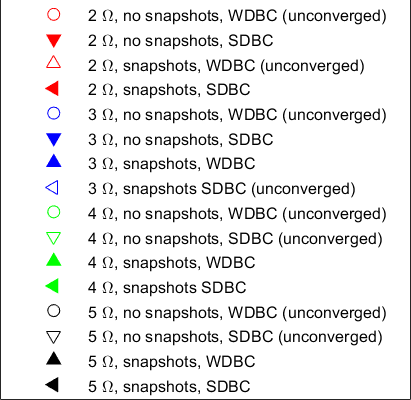 2 Ω, no snapshots, WDBC (unconverged)
2 Ω, no snapshots, SDBC
2 Ω, snapshots, WDBC (unconverged)
2 Ω, snapshots, SDBC
3 Ω, no snapshots, WDBC (unconverged)
3 Ω, no snapshots, SDBC
3 Ω, snapshots, WDBC
3 Ω, snapshots SDBC (unconverged)
4 Ω, no snapshots, WDBC (unconverged)
4 Ω, no snapshots, SDBC (unconverged)
4 Ω, snapshots, WDBC
4 Ω, snapshots SDBC
5 Ω, no snapshots, WDBC (unconverged)
5 Ω, no snapshots, SDBC (unconverged)
5 Ω, snapshots, WDBC
5 Ω, snapshots, SDBC